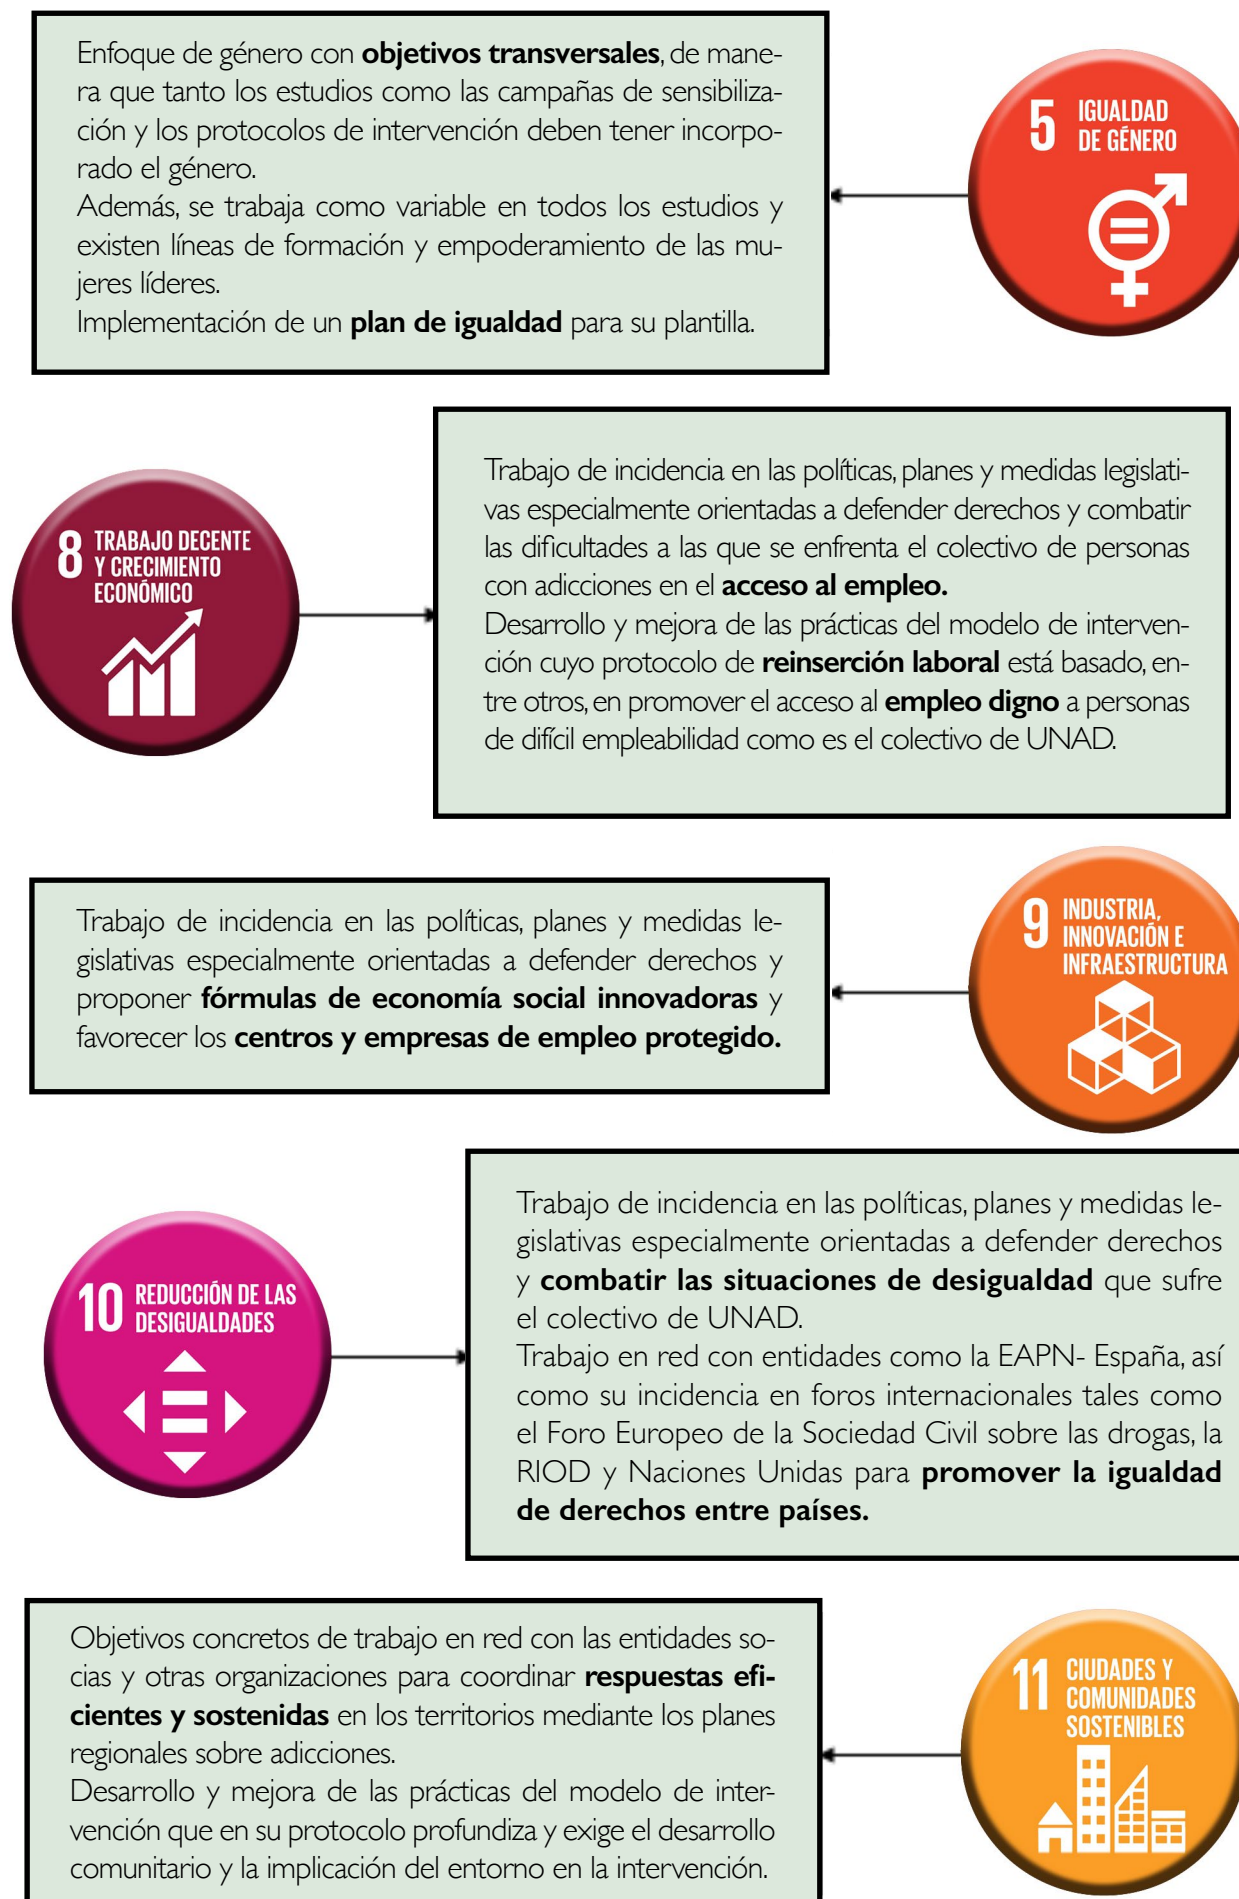 Enfoque de género con objetivos transversales, de mane-
ra que tanto los estudios como las campañas de sensibiliza-
ción y los protocolos de intervención deben tener incorpo-
rado el género.
Además, se trabaja como variable en todos los estudios y
existen líneas de formación y empoderamiento de las mu-
jeres líderes.
Implementación de un plan de igualdad para su plantilla.
5 IGUALDAD
DE GÉNERO
8 TRABAJO DECENTE
Y CRECIMIENTO
ECONÓMICO
Trabajo de incidencia en las políticas, planes y medidas legislati-
vas especialmente orientadas a defender derechos y combatir
las dificultades a las que se enfrenta el colectivo de personas
con adicciones en el acceso al empleo.
Desarrollo y mejora de las prácticas del modelo de interven-
ción cuyo protocolo de reinserción laboral está basado, en-
tre otros, en promover el acceso al empleo digno a personas
de difícil empleabilidad como es el colectivo de UNAD.
Trabajo de incidencia en las políticas, planes y medidas le-
gislativas especialmente orientadas a defender derechos y
proponer fórmulas de economía social innovadoras y
favorecer los centros y empresas de empleo protegido.
9 INDUSTRIA,
INNOVACIÓN E
INFRAESTRUCTURA
10 REDUCCIÓN DE LAS
DESIGUALDADES
Trabajo de incidencia en las políticas, planes y medidas le-
gislativas especialmente orientadas a defender derechos
y combatir las situaciones de desigualdad que sufre
el colectivo de UNAD.
Trabajo en red con entidades como la EAPN- España, así
como su incidencia en foros internacionales tales como
el Foro Europeo de la Sociedad Civil sobre las drogas, la
RIOD y Naciones Unidas para promover la igualdad
de derechos entre países.
Objetivos concretos de trabajo en red con las entidades so-
cias y otras organizaciones para coordinar respuestas efi-
cientes y sostenidas en los territorios mediante los planes
regionales sobre adicciones.
Desarrollo y mejora de las prácticas del modelo de inter-
vención que en su protocolo profundiza y exige el desarrollo
comunitario y la implicación del entorno en la intervención.
11 CIUDADES Y
COMUNIDADES
SOSTENIBLES